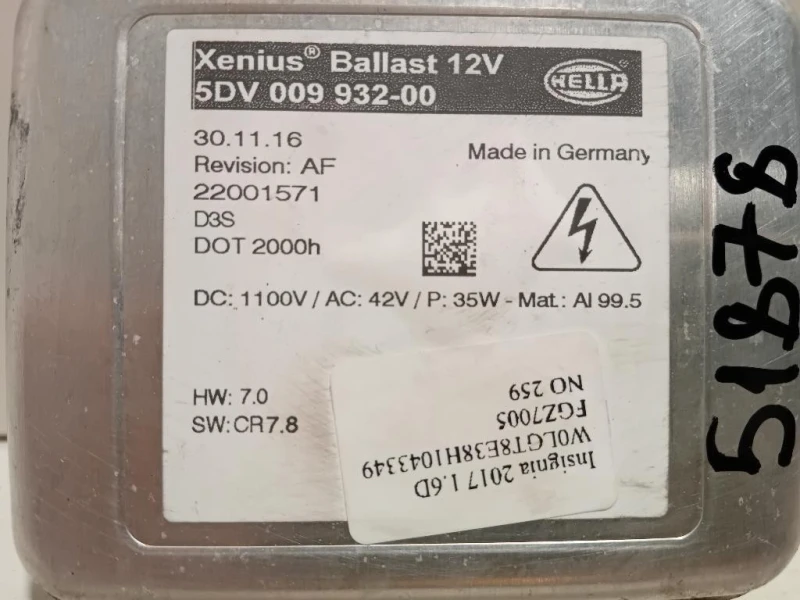 Xenius® Ballast 12V
5DV 009 932-00
HELLA
30.11.16
Made in Germany
Revision: AF
22001571
D3S
DOT 2000h
DC: 1100V / AC: 42V / P: 35W - Mat.: Al 99.5
HW: 7.0
SW: CR7.8
Insignia 2017 1.6D
W0LGT8E38H1043349
FGZ7005
NO 259
51878